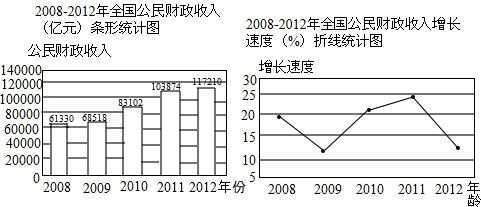 2008-2012年全国公民财政收入
（亿元）条形统计图
公民财政收入
140000
120000
100000
80000
60000
40000
20000
0
61330
68518
83102
103874
117210
2008 2009 2010 2011 2012年份
2008-2012年全国公民财政收入增长
速度（%）折线统计图
增长速度
30
25
20
15
10
5
2008 2009 2010 2011 2012 年
龄